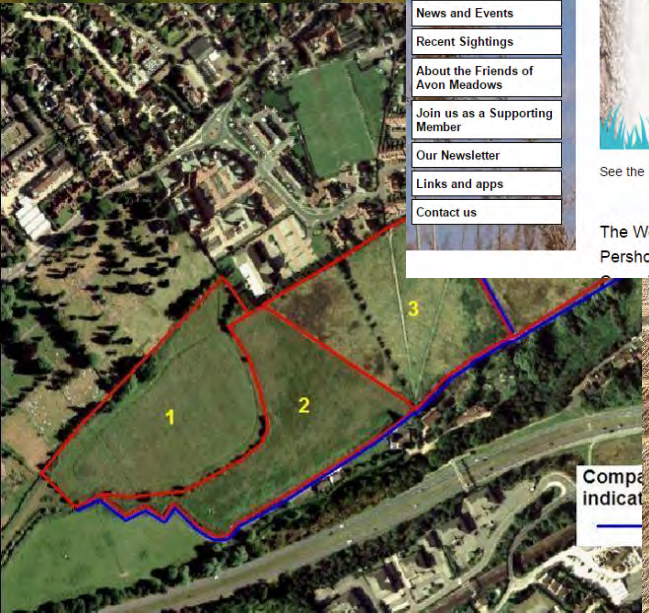 News and Events
Recent Sightings
About the Friends of
Avon Meadows
Join us as a Supporting
Member
Our Newsletter
Links and apps
Contact us
See the
The W
Persho
3
2
1
Compa
indicat